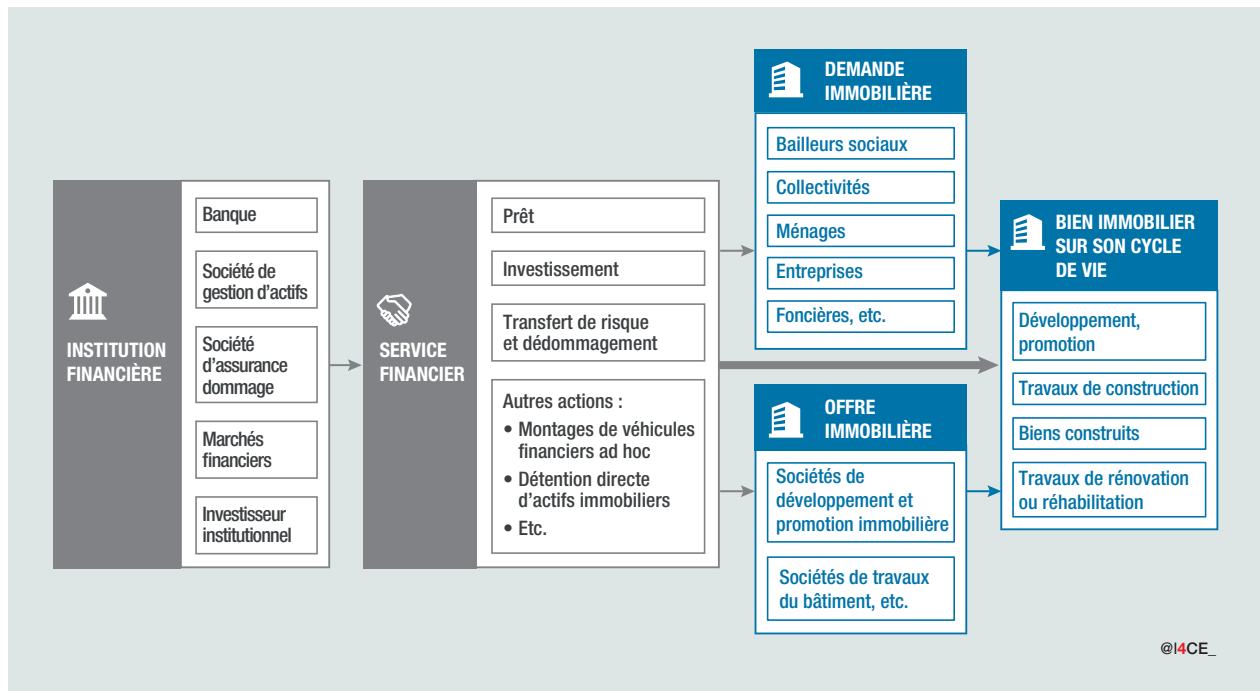 INSTITUTION
FINANCIÈRE
Banque
Société de
gestion d'actifs
Société
d'assurance
dommage
Marchés
financiers
Investisseur
institutionnel
SERVICE
FINANCIER
Prêt
Investissement
Transfert de risque
et dédommagement
Autres actions :
• Montages de véhicules
financiers ad hoc
• Détention directe
d'actifs immobiliers
• Etc.
DEMANDE
IMMOBILIÈRE
Bailleurs sociaux
Collectivités
Ménages
Entreprises
Foncières, etc.
OFFRE
IMMOBILIÈRE
Sociétés de
développement et
promotion immobilière
Sociétés de travaux
du bâtiment, etc.
BIEN IMMOBILIER
SUR SON CYCLE
DE VIE
Développement,
promotion
Travaux de construction
Biens construits
Travaux de rénovation
ou réhabilitation
@I4CE_